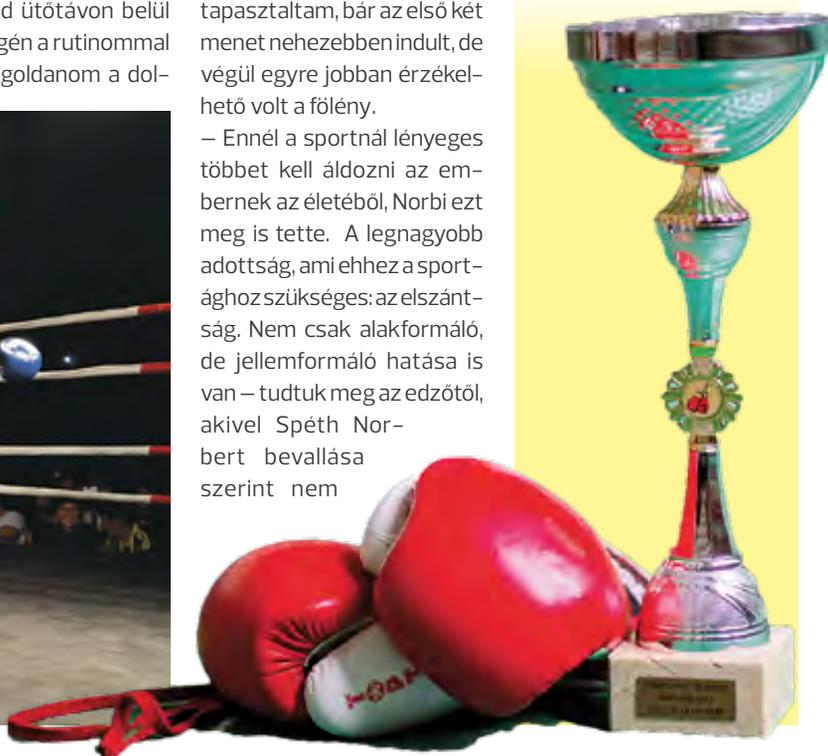 d ütőtávon belül
gén a rutinommal
goldanom a dol-
tapasztaltam, bár az első két
menet nehezebben indult, de
végül egyre jobban érzékel-
hető volt a fölény.
– Ennél a sportnál lényeges
többet kell áldozni az em-
bernek az életéből, Norbi ezt
meg is tette. A legnagyobb
adottság, ami ehhez a sport-
ághoz szükséges: az elszánt-
ság. Nem csak alakformáló,
de jellemformáló hatása is
van – tudtuk meg az edzőtől,
akivel Spéth Nor-
bert bevallása
szerint nem